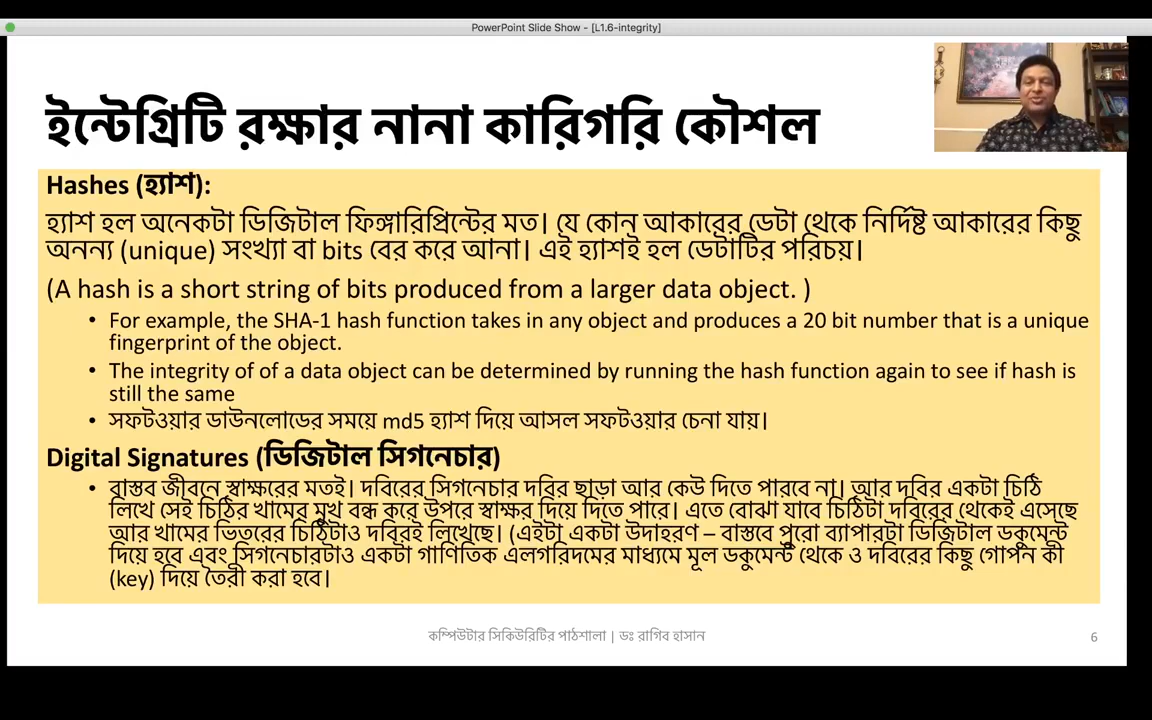 PowerPoint Slide Show - [L1.6-integrity]
ইন্টেগ্রিটি রক্ষার নানা কারিগরি কৌশল
Hashes (হ্যাশ):
হ্যাশ হল অনেকটা ডিজিটাল ফিঙ্গারিপ্রিন্টের মত। যে কোন আকারের ডেটা থেকে নির্দিষ্ট আকারের কিছু
অনন্য (unique) সংখ্যা বা bits বের করে আনা। এই হ্যাশই হল ডেটাটির পরিচয়।
(A hash is a short string of bits produced from a larger data object. )
• For example, the SHA-1 hash function takes in any object and produces a 20 bit number that is a unique
fingerprint of the object.
• The integrity of of a data object can be determined by running the hash function again to see if hash is
still the same
• সফটওয়ার ডাউনলোডের সময়ে md5 হ্যাশ দিয়ে আসল সফটওয়ার চেনা যায়।
Digital Signatures (ডিজিটাল সিগনেচার)
• বাস্তব জীবনে স্বাক্ষরের মতই। দবিরের সিগনেচার দবির ছাড়া আর কেউ দিতে পারবে না। আর দবির একটা চিঠি
লিখে সেই চিঠির খামের মুখ বন্ধ করে উপরে স্বাক্ষর দিয়ে দিতে পারে। এতে বোঝা যাবে চিঠিটা দবিরের থেকেই এসেছে
আর খামের ভিতরের চিঠিটাও দবিরই লিখেছে। (এইটা একটা উদাহরণ – বাস্তবে পুরো ব্যাপারটা ডিজিটাল ডকুমেন্ট
দিয়ে হবে এবং সিগনেচারটাও একটা গাণিতিক এলগরিদমের মাধ্যমে মূল ডকুমেন্ট থেকে ও দবিরের কিছু গোপন কী
(key) দিয়ে তৈরী করা হবে।
কম্পিউটার সিকিউরিটির পাঠশালা | ডঃ রাগিব হাসান
6